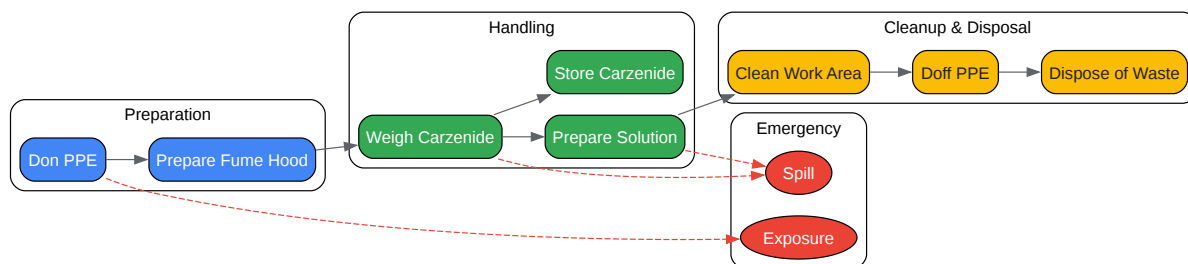 Preparation
Don PPE
Prepare Fume Hood
Handling
Store Carzenide
Weigh Carzenide
Prepare Solution
Cleanup & Disposal
Clean Work Area
Doff PPE
Dispose of Waste
Emergency
Spill
Exposure